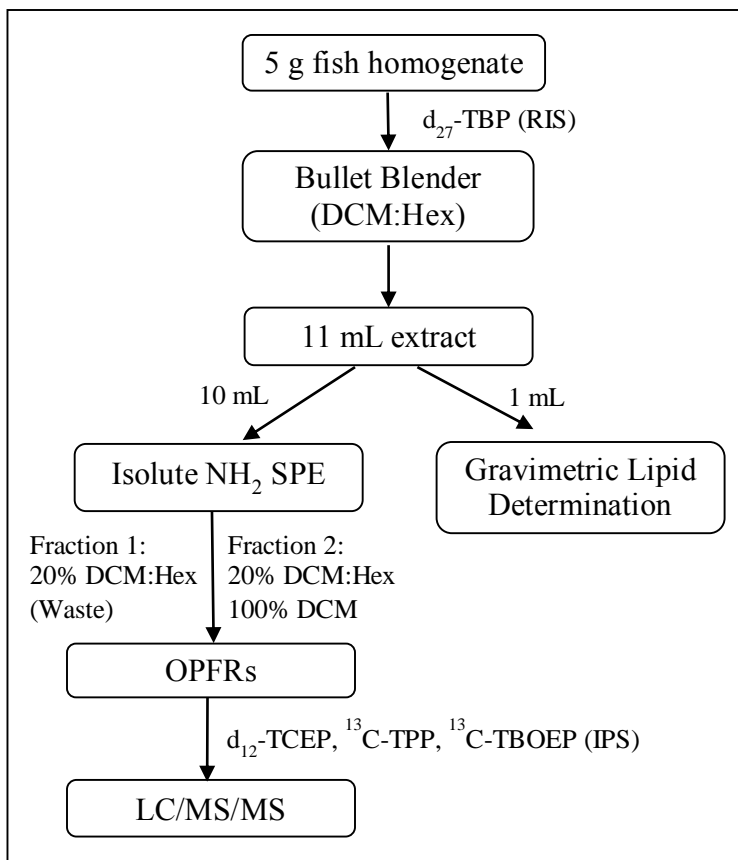 5 g fish homogenate
d₂₇-TBP (RIS)
Bullet Blender
(DCM:Hex)
11 mL extract
10 mL
1 mL
Isolute NH₂ SPE
Gravimetric Lipid
Determination
Fraction 1:
20% DCM:Hex
(Waste)
Fraction 2:
20% DCM:Hex
100% DCM
OPFRs
d₁₂-TCEP, ¹³C-TPP, ¹³C-TBOEP (IPS)
LC/MS/MS